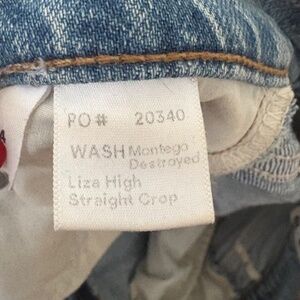 PO# 20340
WASH Montego
Destroyed
Liza High
Straight Crop